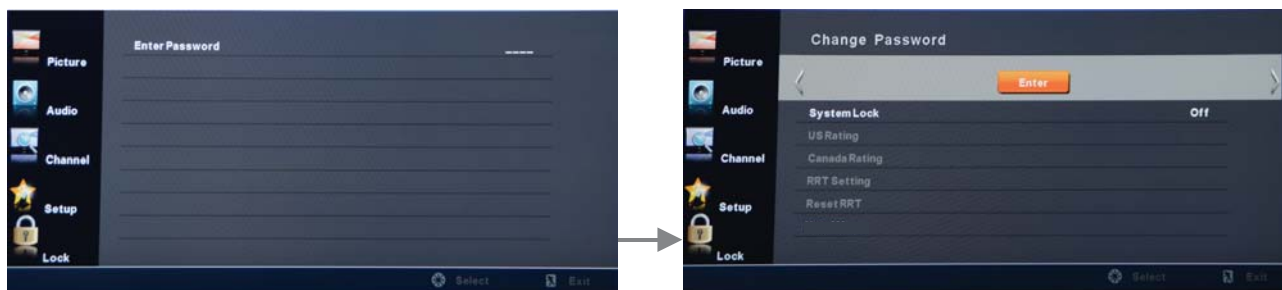 Enter Password ____
Picture
Audio
Channel
Setup
Lock
Select Exit
Change Password
Picture
Enter
Audio
System Lock Off
US Rating
Channel
Canada Rating
RRT Setting
Setup
Reset RRT
Lock
Select Exit